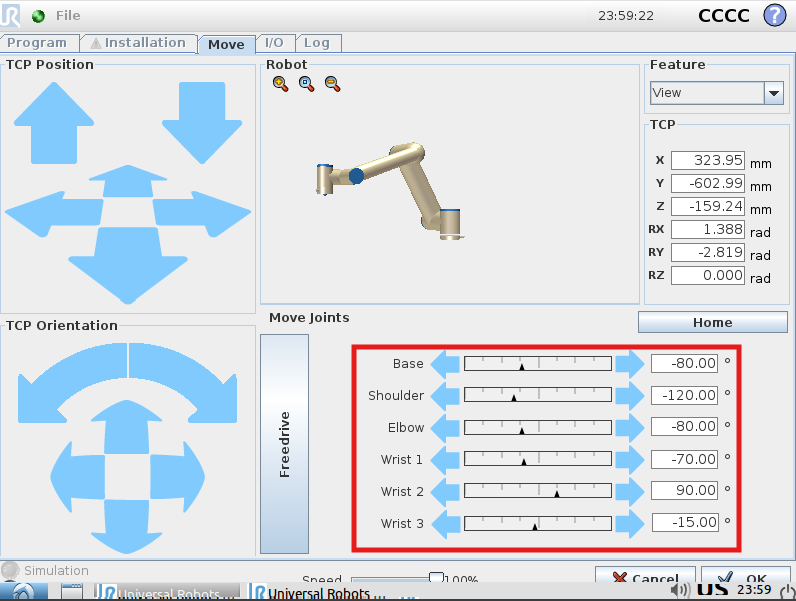 File 23:59:22 CCCC ?
Program Installation Move I/O Log
TCP Position
Robot
Feature
View
TCP
X 323.95 mm
Y -602.99 mm
Z -159.24 mm
RX 1.388 rad
RY -2.819 rad
RZ 0.000 rad
Move Joints
Home
TCP Orientation
Freedrive
Base -80.00 °
Shoulder -120.00 °
Elbow -80.00 °
Wrist 1 -70.00 °
Wrist 2 90.00 °
Wrist 3 -15.00 °
Simulation
Speed 100% Cancel OK
Universal Robots Universal Robots US 23:59